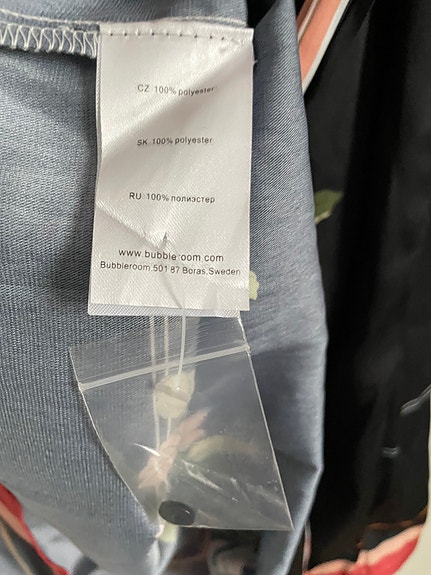 CZ: 100% polyester
SK: 100% polyester
RU: 100% полиэстер
www.bubbleroom.com
Bubbleroom 501 87 Boras,Sweden